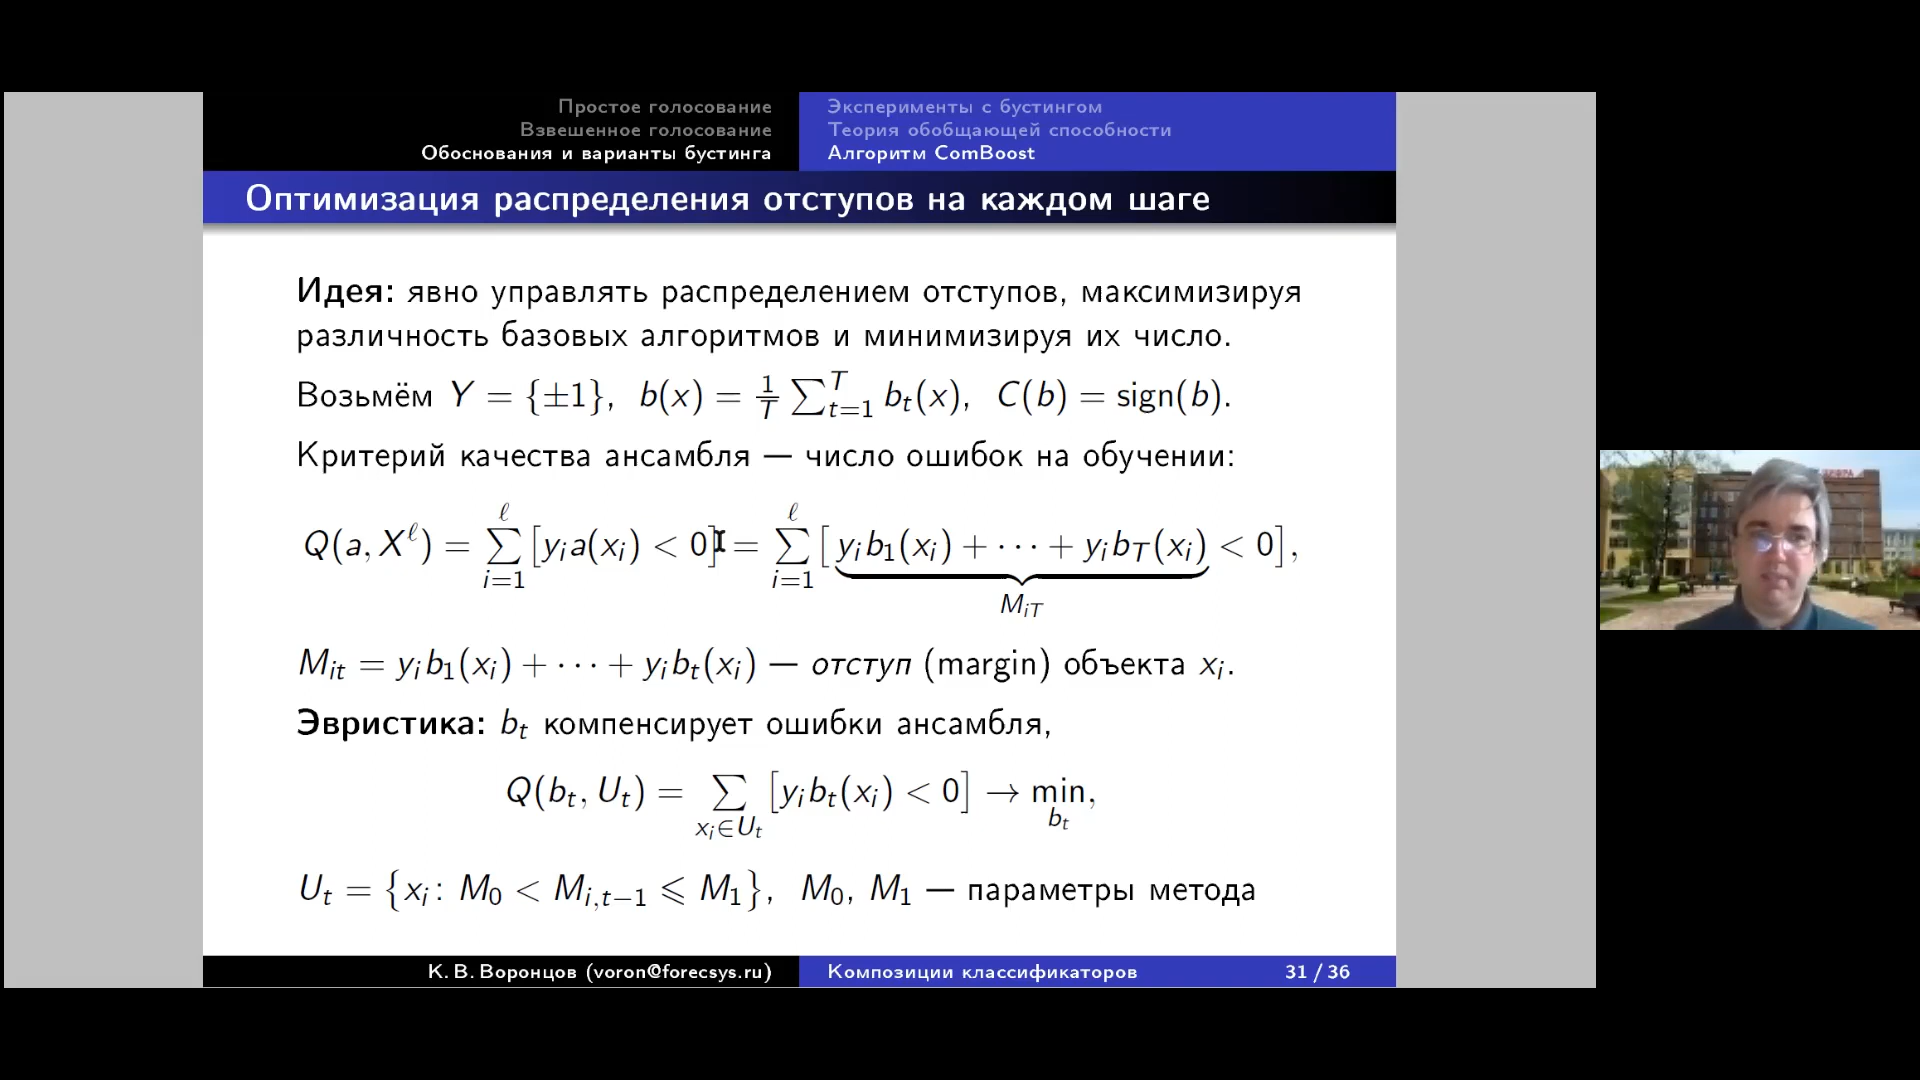 Простое голосование
Взвешенное голосование
Обоснования и варианты бустинга
Эксперименты с бустингом
Теория обобщающей способности
Алгоритм ComBoost
Оптимизация распределения отступов на каждом шаге
Идея: явно управлять распределением отступов, максимизируя
различность базовых алгоритмов и минимизируя их число.
Возьмём Y = {±1}, b(x) = 1/T ∑_{t=1}^{T} b_t(x), C(b) = sign(b).
Критерий качества ансамбля — число ошибок на обучении:
Q(a, X^ℓ) = ∑_{i=1}^{ℓ} [y_i a(x_i) < 0] = ∑_{i=1}^{ℓ} [y_i b_1(x_i) + ⋯ + y_i b_T(x_i) < 0],
M_{iT}
M_{it} = y_i b_1(x_i) + ⋯ + y_i b_t(x_i) — отступ (margin) объекта x_i.
Эвристика: b_t компенсирует ошибки ансамбля,
Q(b_t, U_t) = ∑_{x_i∈U_t} [y_i b_t(x_i) < 0] → min_{b_t},
U_t = {x_i : M_0 < M_{i,t−1} ⩽ M_1}, M_0, M_1 — параметры метода
К. В. Воронцов (voron@forecsys.ru)
Композиции классификаторов
31 / 36
ЦИФРА